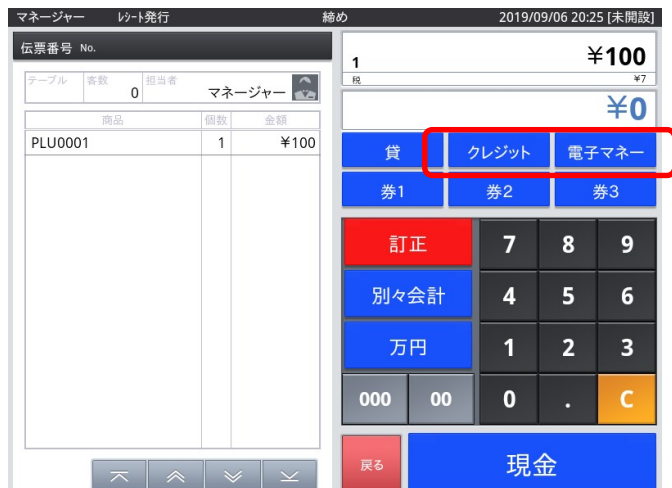 マネージャー ﾚｼｰﾄ発行 締め 2019/09/06 20:25 [未開設]
伝票番号 No.
テーブル 客数 0 担当者 マネージャー
商品 個数 金額
PLU0001 1 ¥100
1 ¥100
税 ¥7
¥0
貸 クレジット 電子マネー
券1 券2 券3
訂正 7 8 9
別々会計 4 5 6
万円 1 2 3
000 00 0 . C
戻る 現金